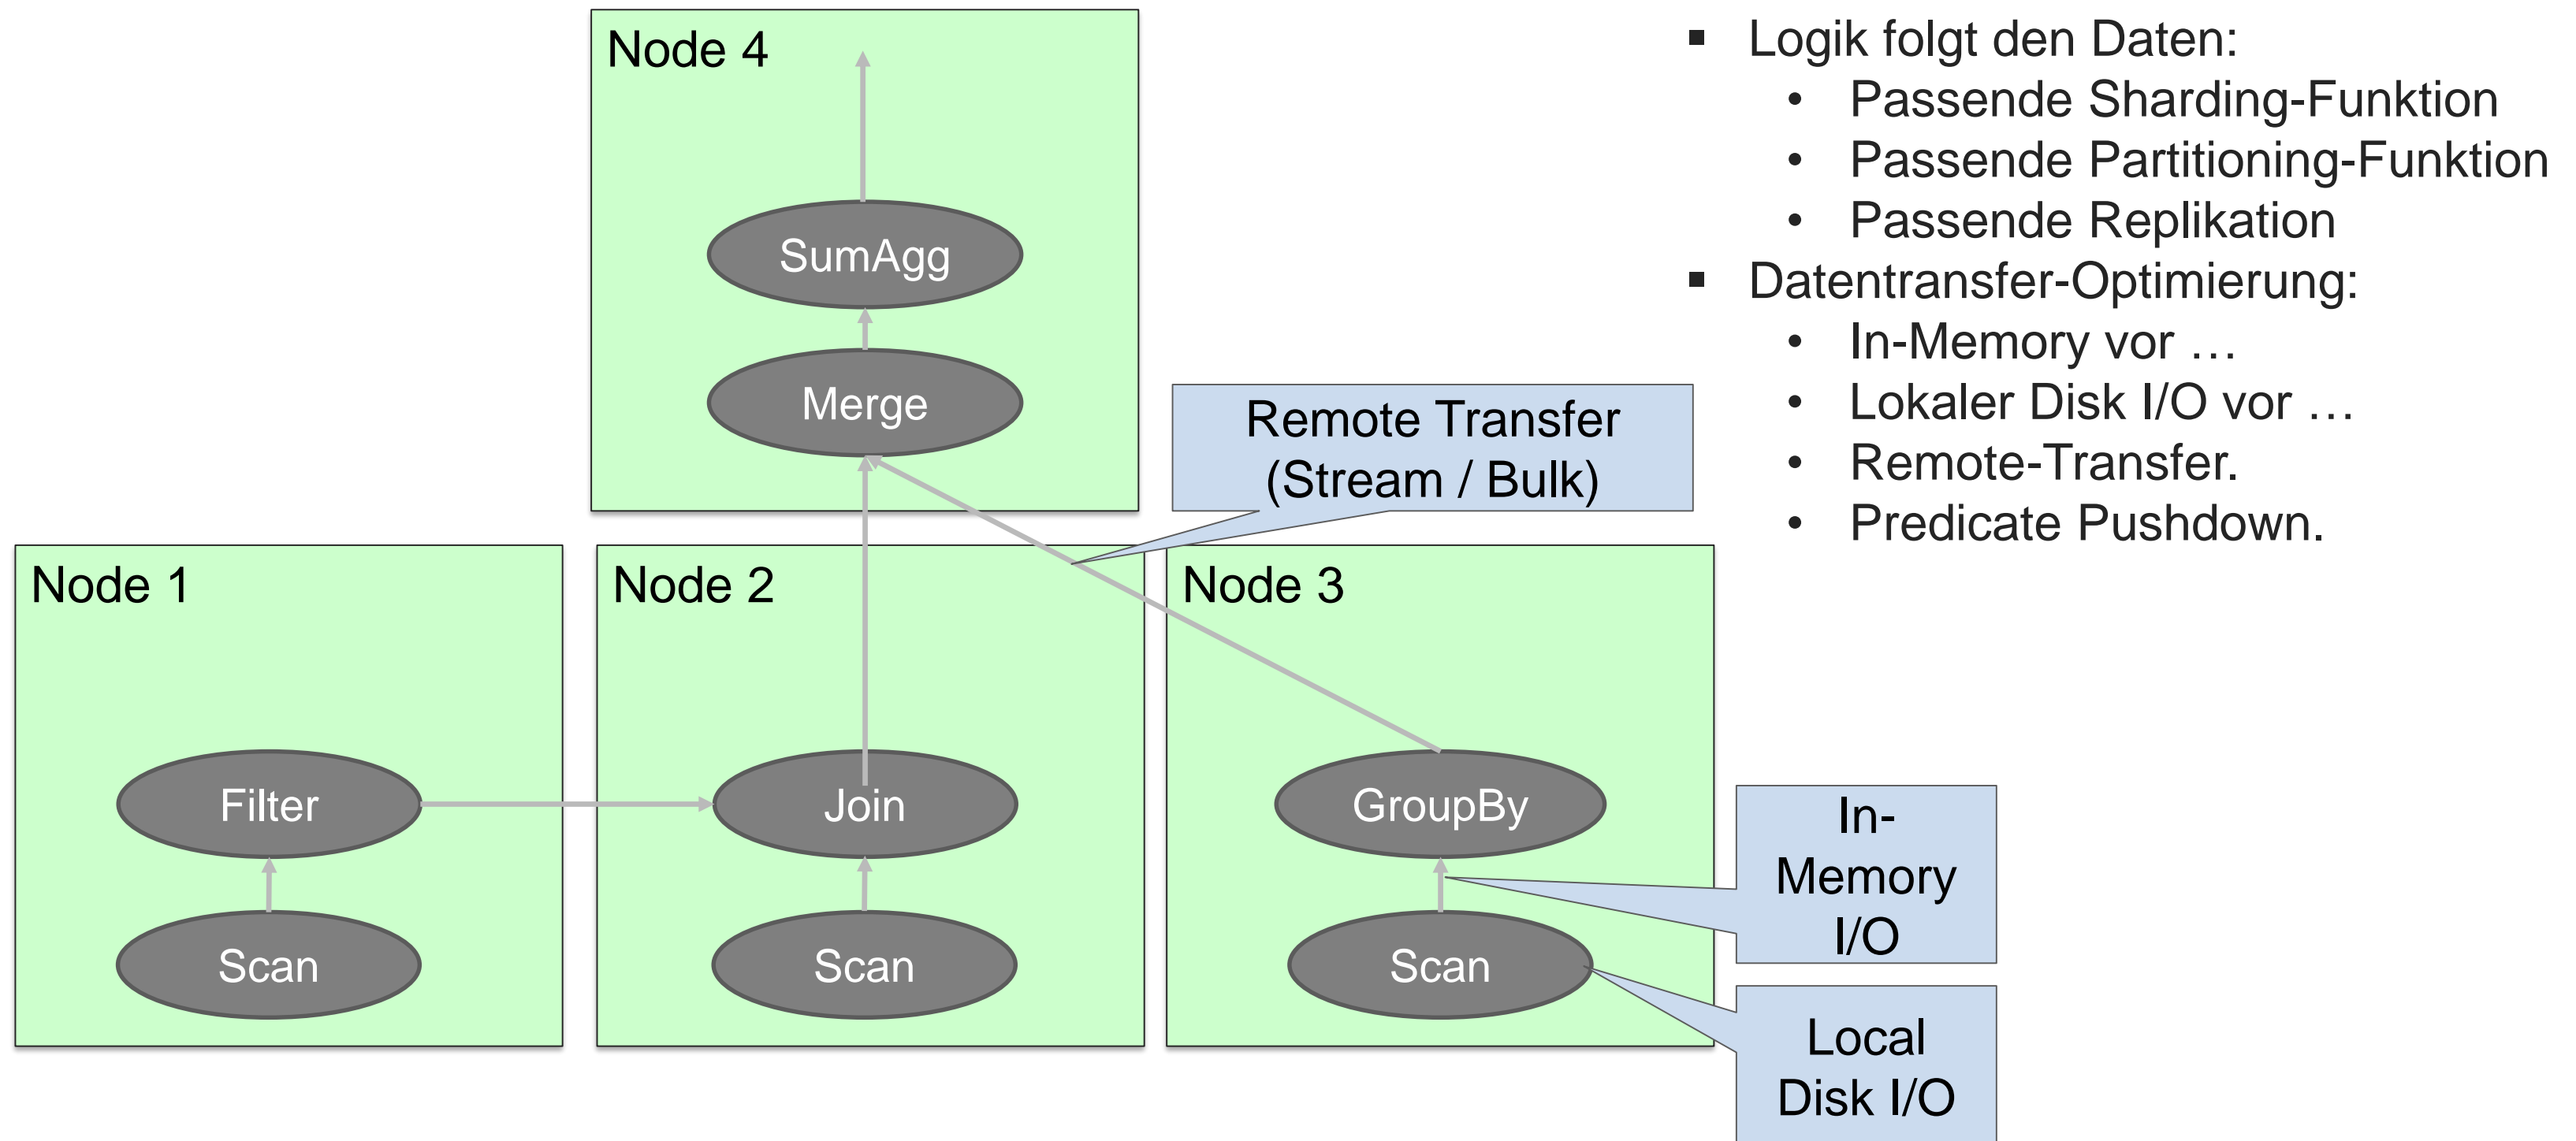 Node 4
SumAgg
Merge
Remote Transfer
(Stream / Bulk)
Node 1
Filter
Scan
Node 2
Join
Scan
Node 3
GroupBy
Scan
In-
Memory
I/O
Local
Disk I/O
▪ Logik folgt den Daten:
• Passende Sharding-Funktion
• Passende Partitioning-Funktion
• Passende Replikation
▪ Datentransfer-Optimierung:
• In-Memory vor …
• Lokaler Disk I/O vor …
• Remote-Transfer.
• Predicate Pushdown.